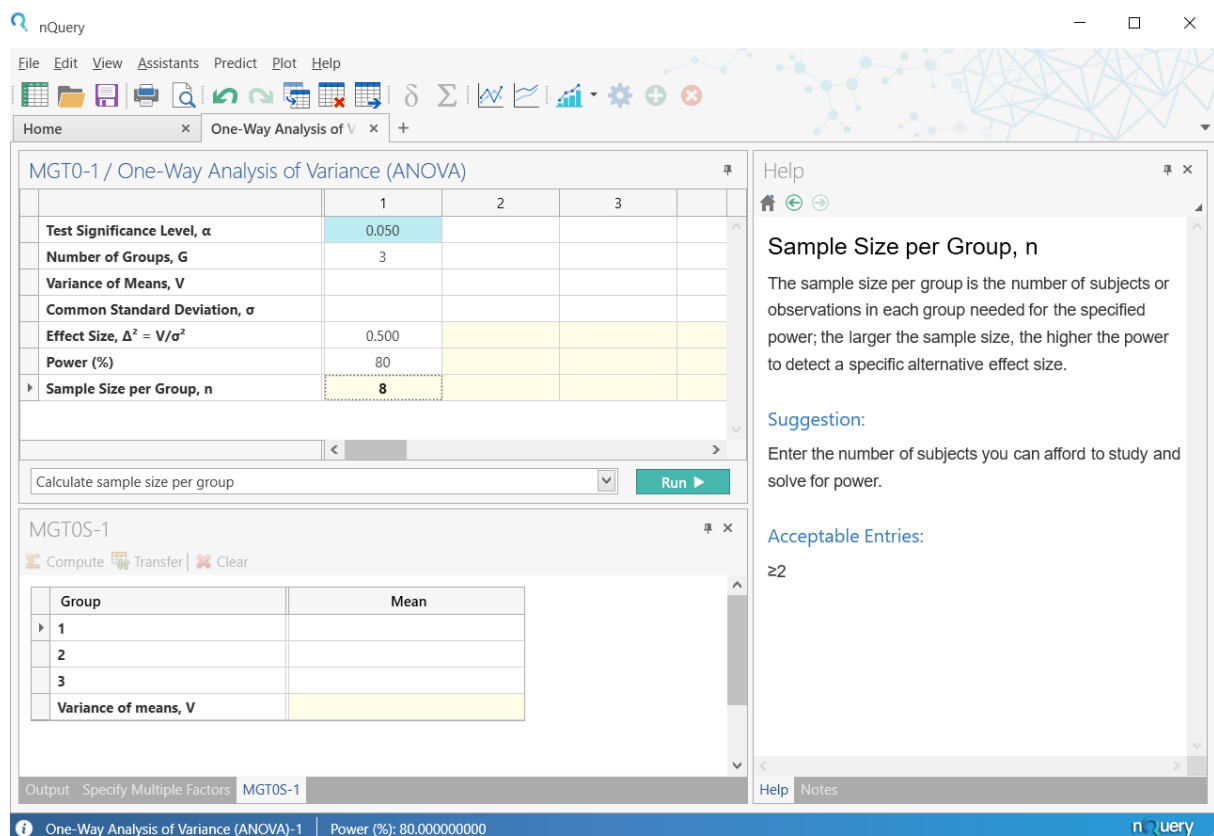 nQuery
File Edit View Assistants Predict Plot Help
δ Σ
Home × One-Way Analysis of V × +
MGT0-1 / One-Way Analysis of Variance (ANOVA)
1 2 3
Test Significance Level, α 0.050
Number of Groups, G 3
Variance of Means, V
Common Standard Deviation, σ
Effect Size, Δ² = V/σ² 0.500
Power (%) 80
Sample Size per Group, n 8
Calculate sample size per group Run
MGT0S-1
Compute Transfer Clear
Group Mean
1
2
3
Variance of means, V
Output Specify Multiple Factors MGT0S-1
Help
Sample Size per Group, n
The sample size per group is the number of subjects or
observations in each group needed for the specified
power; the larger the sample size, the higher the power
to detect a specific alternative effect size.
Suggestion:
Enter the number of subjects you can afford to study and
solve for power.
Acceptable Entries:
≥2
Help Notes
One-Way Analysis of Variance (ANOVA)-1 Power (%): 80.000000000
nQuery